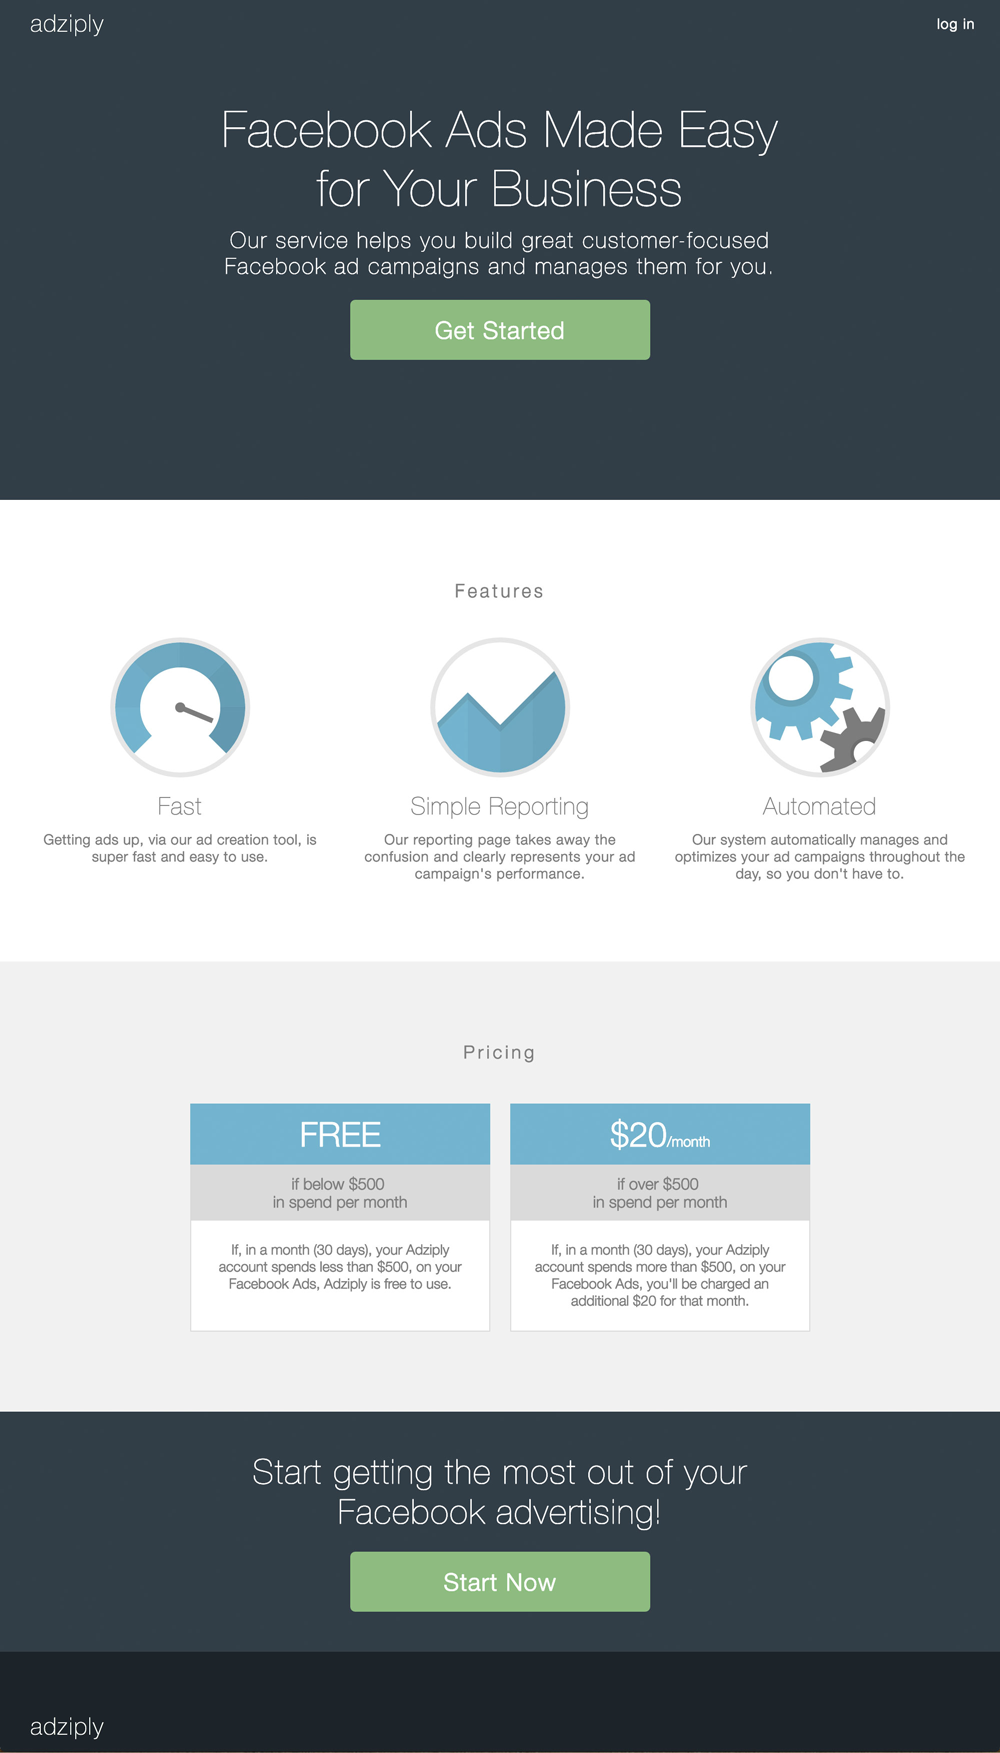 adziply
log in
Facebook Ads Made Easy
for Your Business
Our service helps you build great customer-focused
Facebook ad campaigns and manages them for you.
Get Started
Features
Fast
Getting ads up, via our ad creation tool, is
super fast and easy to use.
Simple Reporting
Our reporting page takes away the
confusion and clearly represents your ad
campaign's performance.
Automated
Our system automatically manages and
optimizes your ad campaigns throughout the
day, so you don't have to.
Pricing
FREE
if below $500
in spend per month
If, in a month (30 days), your Adziply
account spends less than $500, on your
Facebook Ads, Adziply is free to use.
$20/month
if over $500
in spend per month
If, in a month (30 days), your Adziply
account spends more than $500, on your
Facebook Ads, you'll be charged an
additional $20 for that month.
Start getting the most out of your
Facebook advertising!
Start Now
adziply